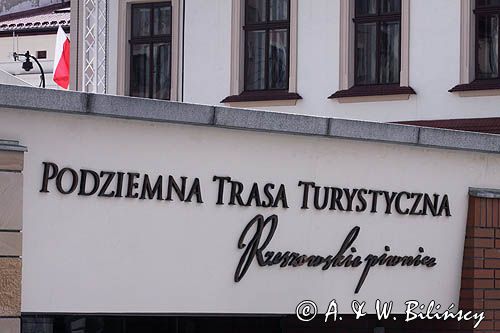 PODZIEMNA TRASA TURYSTYCZNA
Rzeszowskie piwnice
© A. & W. Bilińscy